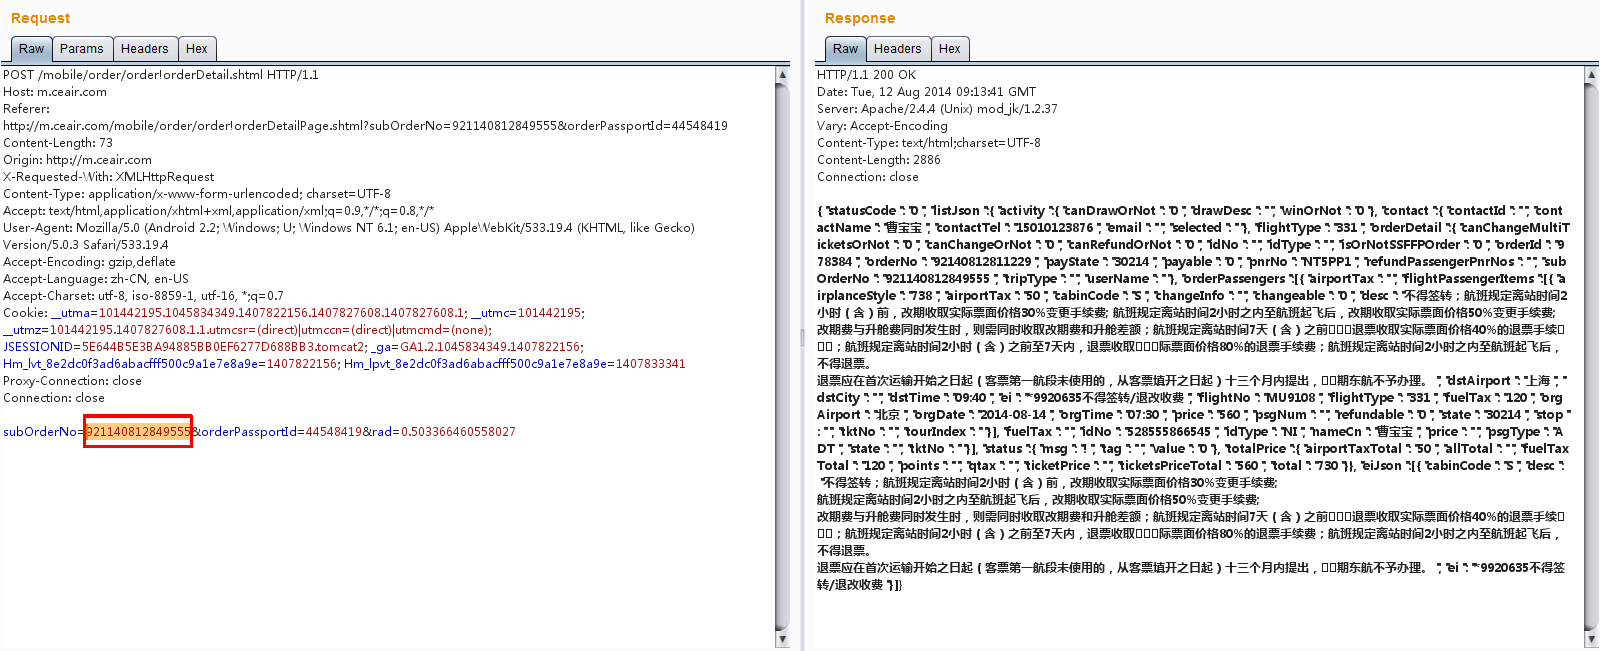 Request
Raw Params Headers Hex
POST /mobile/order/order!orderDetail.shtml HTTP/1.1
Host: m.ceair.com
Referer:
http://m.ceair.com/mobile/order/order!orderDetailPage.shtml?subOrderNo=921140812849555&orderPassportId=44548419
Content-Length: 73
Origin: http://m.ceair.com
X-Requested-With: XMLHttpRequest
Content-Type: application/x-www-form-urlencoded; charset=UTF-8
Accept: text/html,application/xhtml+xml,application/xml;q=0.9,*/*;q=0.8,*/*
User-Agent: Mozilla/5.0 (Android 2.2; Windows; U; Windows NT 6.1; en-US) AppleWebKit/533.19.4 (KHTML, like Gecko)
Version/5.0.3 Safari/533.19.4
Accept-Encoding: gzip,deflate
Accept-Language: zh-CN, en-US
Accept-Charset: utf-8, iso-8859-1, utf-16, *;q=0.7
Cookie: __utma=101442195.1045834349.1407822156.1407827608.1407827608.1; __utmc=101442195;
__utmz=101442195.1407827608.1.1.utmcsr=(direct)|utmccn=(direct)|utmcmd=(none);
JSESSIONID=5E644B5E3BA94885BB0EF6277D688BB3.tomcat2; _ga=GA1.2.1045834349.1407822156;
Hm_lvt_8e2dc0f3ad6abacfff500c9a1e7e8a9e=1407822156; Hm_lpvt_8e2dc0f3ad6abacfff500c9a1e7e8a9e=1407833341
Proxy-Connection: close
Connection: close
subOrderNo=921140812849555&orderPassportId=44548419&rad=0.503366460558027
Response
Raw Headers Hex
HTTP/1.1 200 OK
Date: Tue, 12 Aug 2014 09:13:41 GMT
Server: Apache/2.4.4 (Unix) mod_jk/1.2.37
Vary: Accept-Encoding
Content-Type: text/html;charset=UTF-8
Content-Length: 2886
Connection: close
{"statusCode":"0","listJson":{"activity":{"canDrawOrNot":"0","drawDesc":"","winOrNot":"0"},"contact":{"contactId":"","cont
actName":"曹宝宝","contactTel":"15010123876","email":"","selected":""},"flightType":"331","orderDetail":{"canChangeMultiT
icketsOrNot":"0","canChangeOrNot":"0","canRefundOrNot":"0","idNo":"","idType":"","isOrNotSSFFPOrder":"0","orderId":"9
78384","orderNo":"92140812811229","payState":"30214","payable":"0","pnrNo":"NT5PP1","refundPassengerPnrNos":"","sub
OrderNo":"921140812849555","tripType":"","userName":""},"orderPassengers":[{"airportTax":"","flightPassengerItems":[{"a
irplanceStyle":"738","airportTax":"50","cabinCode":"S","changeInfo":"","changeable":"0","desc":"不得签转；航班规定离站时间2
小时（含）前，改期收取实际票面价格30%变更手续费; 航班规定离站时间2小时之内至航班起飞后，改期收取实际票面价格50%变更手续费;
改期费与升舱费同时发生时，则需同时收取改期费和升舱差额；航班规定离站时间7天（含）之前□□□退票收取实际票面价格40%的退票手续□
□□；航班规定离站时间2小时（含）之前至7天内，退票收取□□□际票面价格80%的退票手续费；航班规定离站时间2小时之内至航班起飞后，
不得退票。
退票应在首次运输开始之日起（客票第一航段未使用的，从客票填开之日起）十三个月内提出，□□期东航不予办理。","dstAirport":"上海","
dstCity":"","dstTime":"09:40","ei":"*9920635不得签转/退改收费","flightNo":"MU9108","flightType":"331","fuelTax":"120","org
Airport":"北京","orgDate":"2014-08-14","orgTime":"07:30","price":"560","psgNum":"","refundable":"0","state":"30214","stop"
:"","tktNo":"","tourIndex":""}],"fuelTax":"","idNo":"528555866545","idType":"NI","nameCn":"曹宝宝","price":"","psgType":"A
DT","state":"","tktNo":""}],"status":{"msg":"!","tag":"","value":"0"},"totalPrice":{"airportTaxTotal":"50","allTotal":"","fuelTax
Total":"120","points":"","qtax":"","ticketPrice":"","ticketsPriceTotal":"560","total":"730"}},"eiJson":[{"cabinCode":"S","desc":
"不得签转；航班规定离站时间2小时（含）前，改期收取实际票面价格30%变更手续费;
航班规定离站时间2小时之内至航班起飞后，改期收取实际票面价格50%变更手续费;
改期费与升舱费同时发生时，则需同时收取改期费和升舱差额；航班规定离站时间7天（含）之前□□□退票收取实际票面价格40%的退票手续□
□□；航班规定离站时间2小时（含）之前至7天内，退票收取□□□际票面价格80%的退票手续费；航班规定离站时间2小时之内至航班起飞后，
不得退票。
退票应在首次运输开始之日起（客票第一航段未使用的，从客票填开之日起）十三个月内提出，□□期东航不予办理。","ei":"*9920635不得签
转/退改收费"}]}